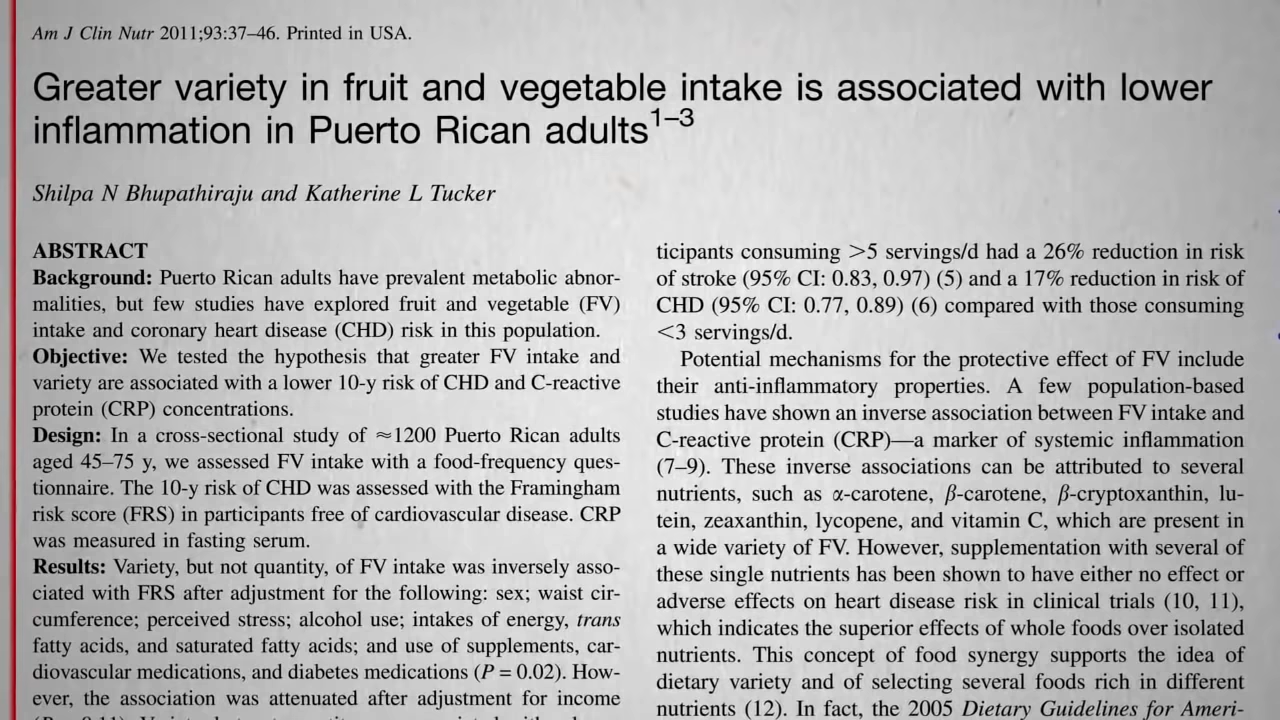 Am J Clin Nutr 2011;93:37–46. Printed in USA.
Greater variety in fruit and vegetable intake is associated with lower
inflammation in Puerto Rican adults1–3
Shilpa N Bhupathiraju and Katherine L Tucker
ABSTRACT
Background: Puerto Rican adults have prevalent metabolic abnor-
malities, but few studies have explored fruit and vegetable (FV)
intake and coronary heart disease (CHD) risk in this population.
Objective: We tested the hypothesis that greater FV intake and
variety are associated with a lower 10-y risk of CHD and C-reactive
protein (CRP) concentrations.
Design: In a cross-sectional study of ≈1200 Puerto Rican adults
aged 45–75 y, we assessed FV intake with a food-frequency ques-
tionnaire. The 10-y risk of CHD was assessed with the Framingham
risk score (FRS) in participants free of cardiovascular disease. CRP
was measured in fasting serum.
Results: Variety, but not quantity, of FV intake was inversely asso-
ciated with FRS after adjustment for the following: sex; waist cir-
cumference; perceived stress; alcohol use; intakes of energy, trans
fatty acids, and saturated fatty acids; and use of supplements, car-
diovascular medications, and diabetes medications (P = 0.02). How-
ever, the association was attenuated after adjustment for income
ticipants consuming >5 servings/d had a 26% reduction in risk
of stroke (95% CI: 0.83, 0.97) (5) and a 17% reduction in risk of
CHD (95% CI: 0.77, 0.89) (6) compared with those consuming
<3 servings/d.
Potential mechanisms for the protective effect of FV include
their anti-inflammatory properties. A few population-based
studies have shown an inverse association between FV intake and
C-reactive protein (CRP)—a marker of systemic inflammation
(7–9). These inverse associations can be attributed to several
nutrients, such as α-carotene, β-carotene, β-cryptoxanthin, lu-
tein, zeaxanthin, lycopene, and vitamin C, which are present in
a wide variety of FV. However, supplementation with several of
these single nutrients has been shown to have either no effect or
adverse effects on heart disease risk in clinical trials (10, 11),
which indicates the superior effects of whole foods over isolated
nutrients. This concept of food synergy supports the idea of
dietary variety and of selecting several foods rich in different
nutrients (12). In fact, the 2005 Dietary Guidelines for Ameri-